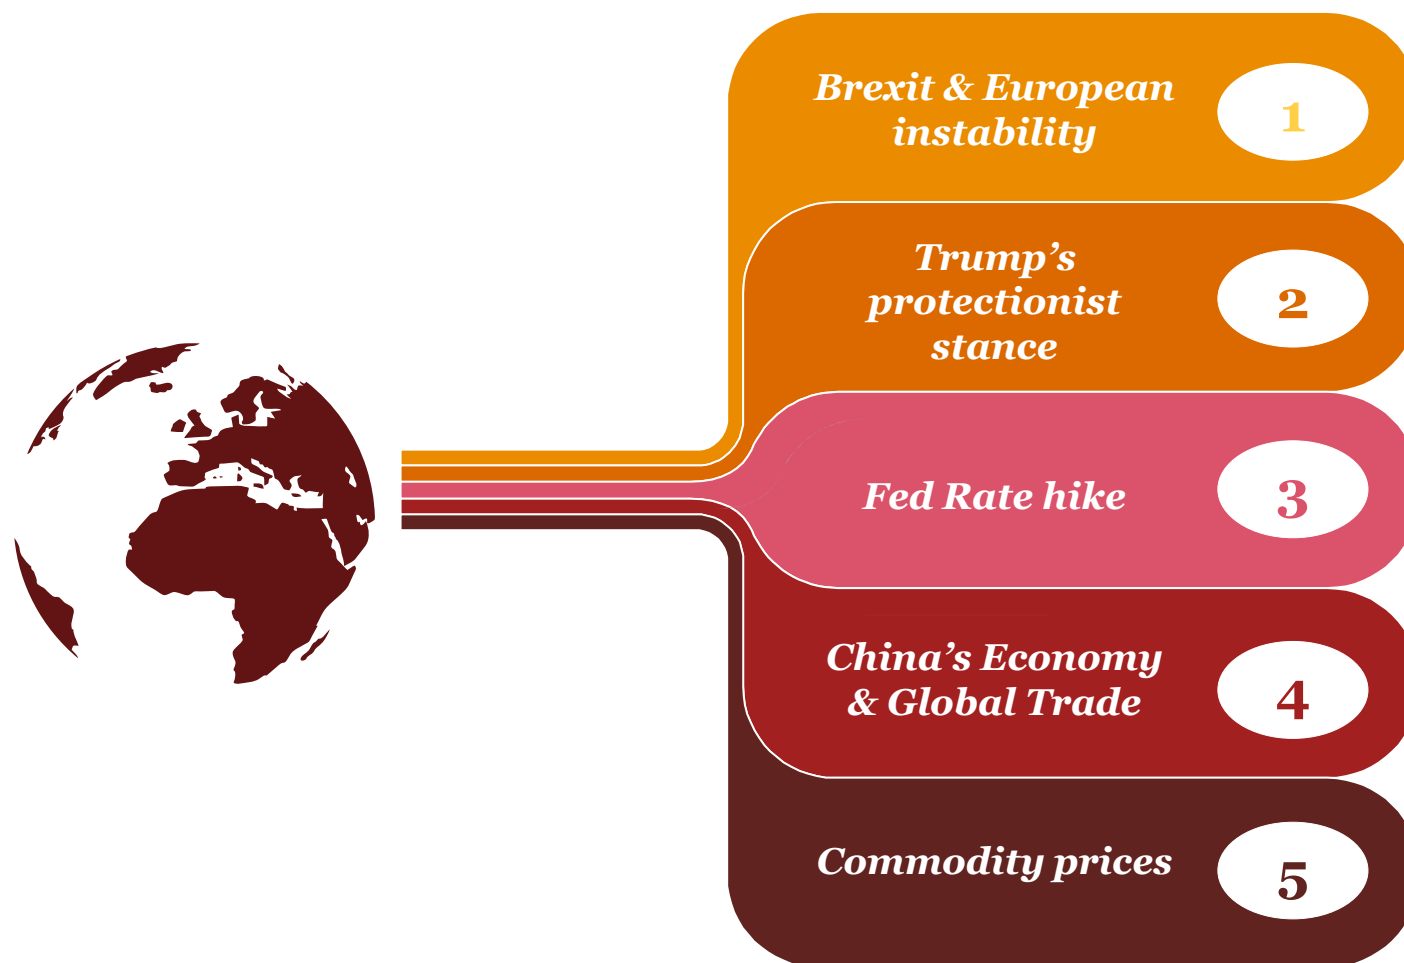 Brexit & European
instability
1
Trump’s
protectionist
stance
2
Fed Rate hike
3
China’s Economy
& Global Trade
4
Commodity prices
5